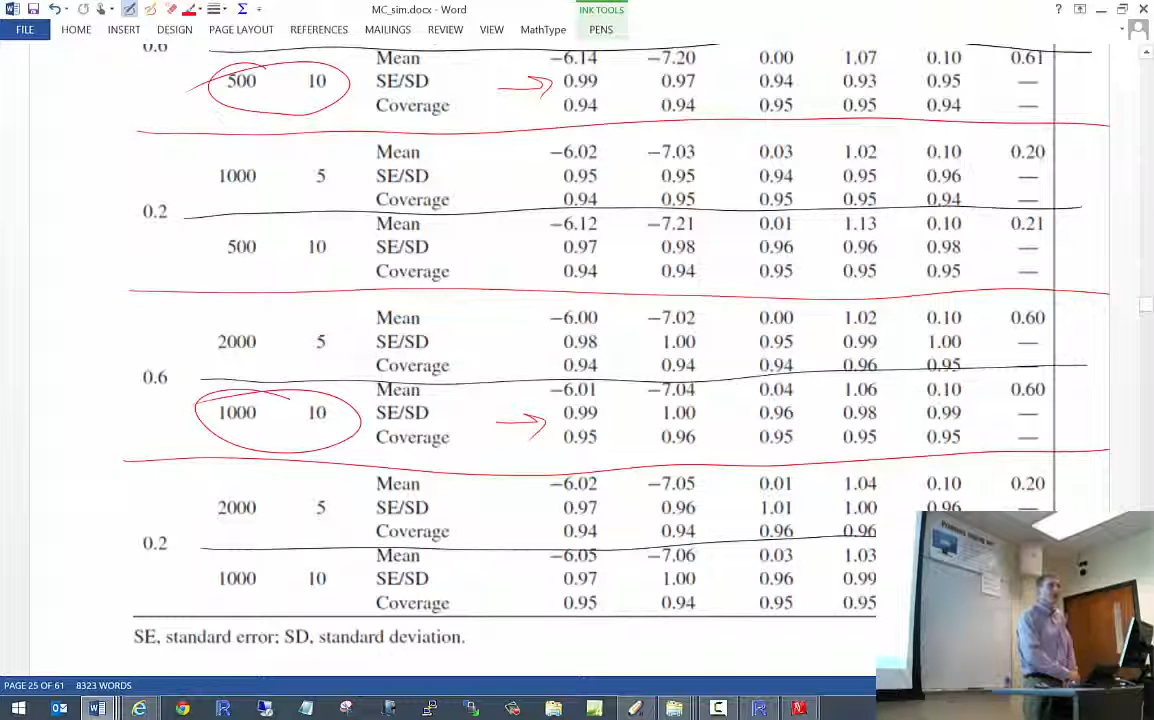 MC_sim.docx - Word
INK TOOLS
FILE HOME INSERT DESIGN PAGE LAYOUT REFERENCES MAILINGS REVIEW VIEW MathType PENS
0.6
Mean −6.14 −7.20 0.00 1.07 0.10 0.61
500 10 SE/SD 0.99 0.97 0.94 0.93 0.95 —
Coverage 0.94 0.94 0.95 0.95 0.94 —
Mean −6.02 −7.03 0.03 1.02 0.10 0.20
1000 5 SE/SD 0.95 0.95 0.94 0.95 0.96 —
Coverage 0.94 0.95 0.95 0.95 0.94 —
0.2
Mean −6.12 −7.21 0.01 1.13 0.10 0.21
500 10 SE/SD 0.97 0.98 0.96 0.96 0.98 —
Coverage 0.94 0.94 0.95 0.95 0.95 —
Mean −6.00 −7.02 0.00 1.02 0.10 0.60
2000 5 SE/SD 0.98 1.00 0.95 0.99 1.00 —
Coverage 0.94 0.94 0.94 0.96 0.95 —
0.6
Mean −6.01 −7.04 0.04 1.06 0.10 0.60
1000 10 SE/SD 0.99 1.00 0.96 0.98 0.99 —
Coverage 0.95 0.96 0.95 0.95 0.95 —
Mean −6.02 −7.05 0.01 1.04 0.10 0.20
2000 5 SE/SD 0.97 0.96 1.01 1.00 0.96 —
Coverage 0.94 0.94 0.96 0.96
0.2
Mean −6.05 −7.06 0.03 1.03
1000 10 SE/SD 0.97 1.00 0.96 0.99
Coverage 0.95 0.94 0.95 0.95
SE, standard error; SD, standard deviation.
PAGE 25 OF 61 8323 WORDS